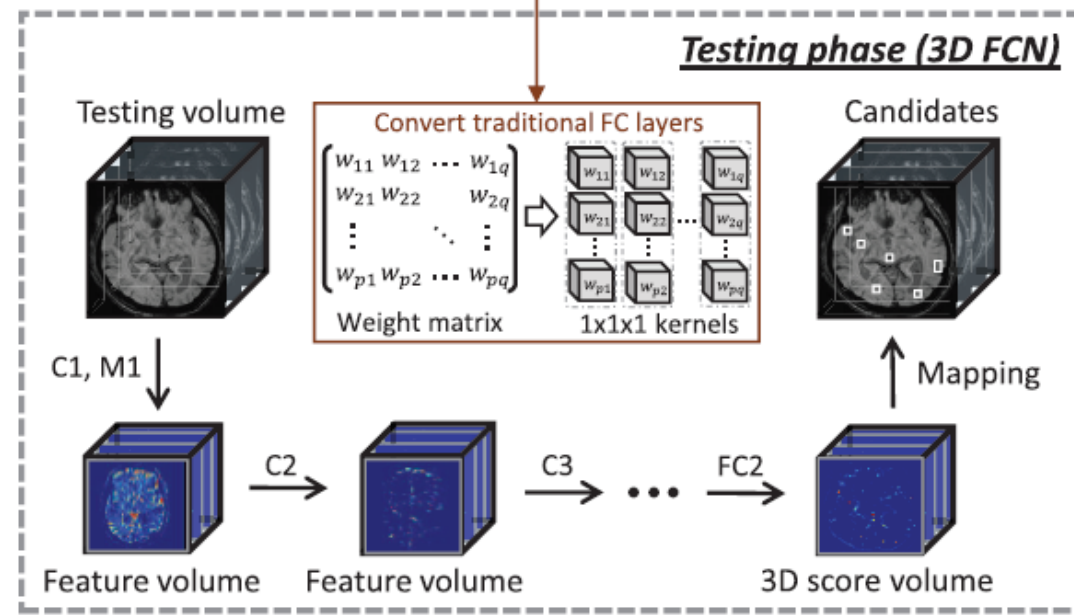 Testing phase (3D FCN)
Testing volume
Convert traditional FC layers
Candidates
w11 w12 ··· w1q
w21 w22 w2q
⋮ ⋱ ⋮
wp1 wp2 ··· wpq
w11 w12 w1q
w21 w22 ··· w2q
⋮ ⋮ ⋮
wp1 wp2 wpq
Weight matrix
1x1x1 kernels
C1, M1
Mapping
C2
C3
•••
FC2
Feature volume
Feature volume
3D score volume